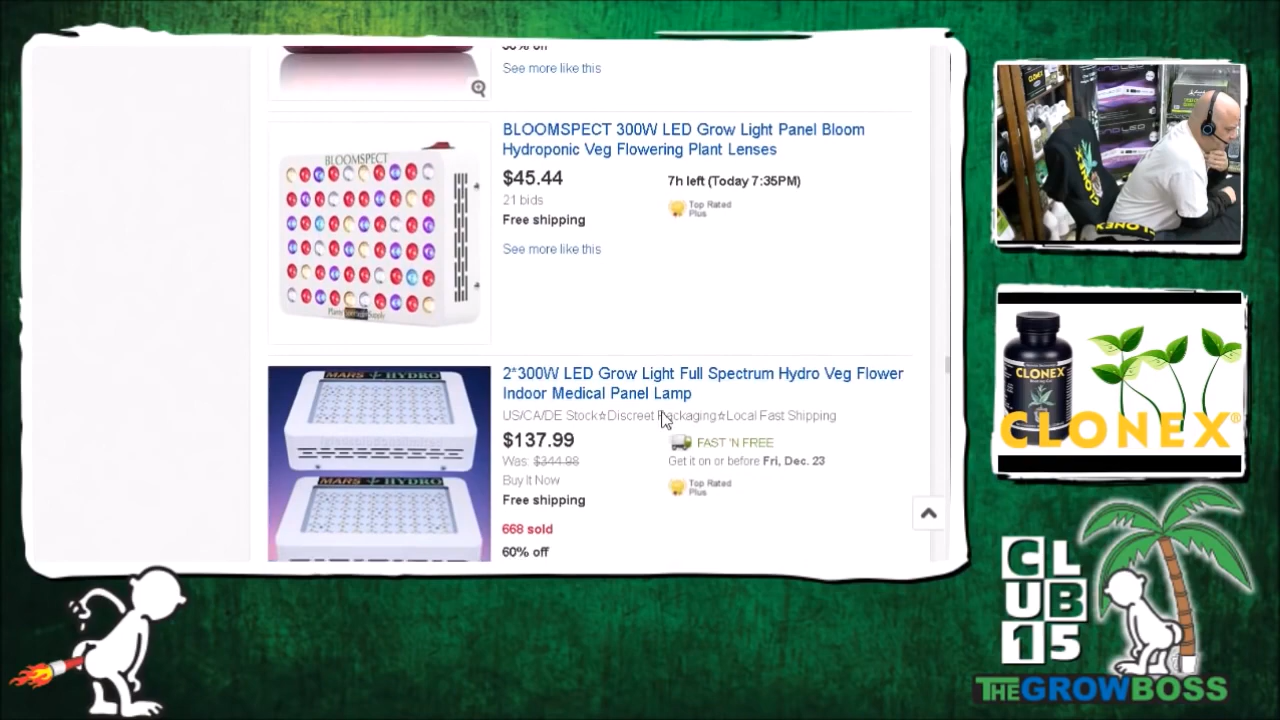 See more like this
BLOOMSPECT 300W LED Grow Light Panel Bloom
Hydroponic Veg Flowering Plant Lenses
$45.44
7h left (Today 7:35PM)
21 bids
Top Rated
Plus
Free shipping
See more like this
BLOOMSPECT
2*300W LED Grow Light Full Spectrum Hydro Veg Flower
Indoor Medical Panel Lamp
US/CA/DE Stock☆Discreet Packaging☆Local Fast Shipping
$137.99
FAST 'N FREE
Was: $344.98
Get it on or before Fri, Dec. 23
Buy It Now
Top Rated
Plus
Free shipping
668 sold
60% off
MARS HYDRO
MARS HYDRO
CLONEX
CLONEX
CLONEX
CLONEX
CLONEX®
CLUB
15
THEGROWBOSS